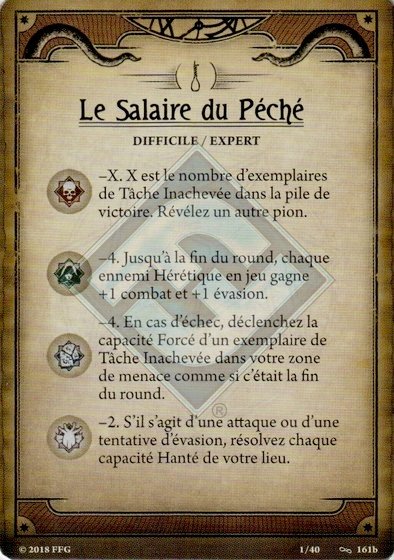 Le Salaire du Péché
DIFFICILE / EXPERT
–X. X est le nombre d'exemplaires
de Tâche Inachevée dans la pile de
victoire. Révélez un autre pion.
–4. Jusqu'à la fin du round, chaque
ennemi Hérétique en jeu gagne
+1 combat et +1 évasion.
–4. En cas d'échec, déclenchez la
capacité Forcé d'un exemplaire de
Tâche Inachevée dans votre zone
de menace comme si c'était la fin
du round.
–2. S'il s'agit d'une attaque ou d'une
tentative d'évasion, résolvez chaque
capacité Hanté de votre lieu.
®
© 2018 FFG 1/40 161b